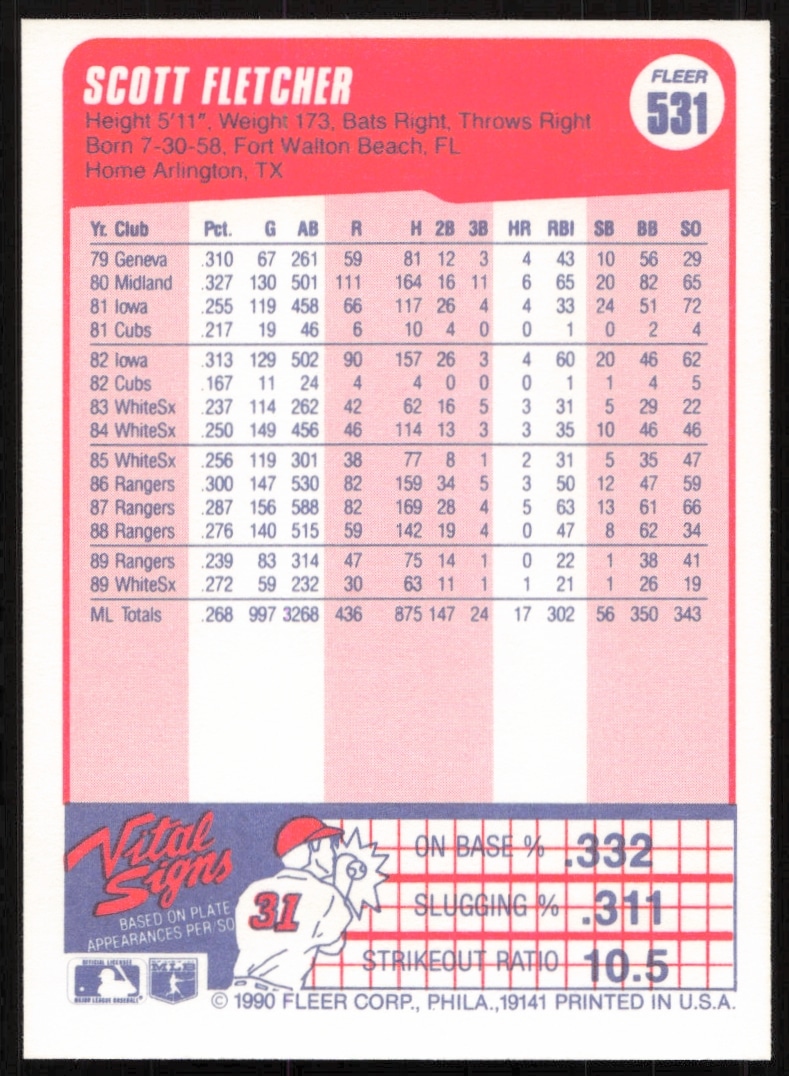 SCOTT FLETCHER
FLEER
531
Height 5'11", Weight 173, Bats Right, Throws Right
Born 7-30-58, Fort Walton Beach, FL
Home Arlington, TX
Yr. Club Pct. G AB R H 2B 3B HR RBI SB BB SO
79 Geneva .310 67 261 59 81 12 3 4 43 10 56 29
80 Midland .327 130 501 111 164 16 11 6 65 20 82 65
81 Iowa .255 119 458 66 117 26 4 4 33 24 51 72
81 Cubs .217 19 46 6 10 4 0 0 1 0 2 4
82 Iowa .313 129 502 90 157 26 3 4 60 20 46 62
82 Cubs .167 11 24 4 4 0 0 0 1 1 4 5
83 WhiteSx .237 114 262 42 62 16 5 3 31 5 29 22
84 WhiteSx .250 149 456 46 114 13 3 3 35 10 46 46
85 WhiteSx .256 119 301 38 77 8 1 2 31 5 35 47
86 Rangers .300 147 530 82 159 34 5 3 50 12 47 59
87 Rangers .287 156 588 82 169 28 4 5 63 13 61 66
88 Rangers .276 140 515 59 142 19 4 0 47 8 62 34
89 Rangers .239 83 314 47 75 14 1 0 22 1 38 41
89 WhiteSx .272 59 232 30 63 11 1 1 21 1 26 19
ML Totals .268 997 3268 436 875 147 24 17 302 56 350 343
Vital
Signs
BASED ON PLATE
APPEARANCES PER/SO
31
ON BASE % .332
SLUGGING % .311
STRIKEOUT RATIO 10.5
OFFICIAL LICENSEE
MAJOR LEAGUE BASEBALL
MLB
© 1990 FLEER CORP., PHILA.,19141 PRINTED IN U.S.A.